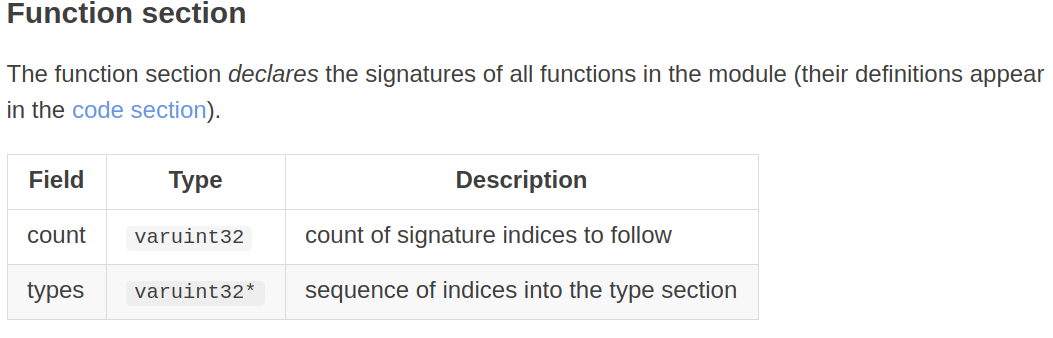 Function section
The function section declares the signatures of all functions in the module (their definitions appear
in the code section).
Field Type Description
count varuint32 count of signature indices to follow
types varuint32* sequence of indices into the type section